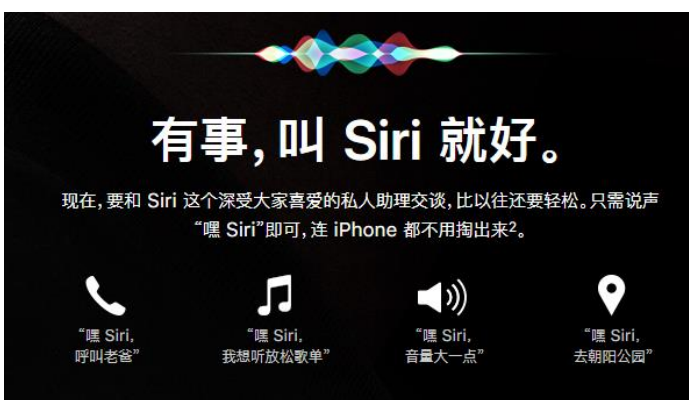 有事，叫 Siri 就好。
现在，要和 Siri 这个深受大家喜爱的私人助理交谈，比以往还要轻松。只需说声
“嘿 Siri”即可，连 iPhone 都不用掏出来²。
“嘿 Siri,
呼叫老爸”
“嘿 Siri,
我想听放松歌单”
“嘿 Siri,
音量大一点”
“嘿 Siri,
去朝阳公园”